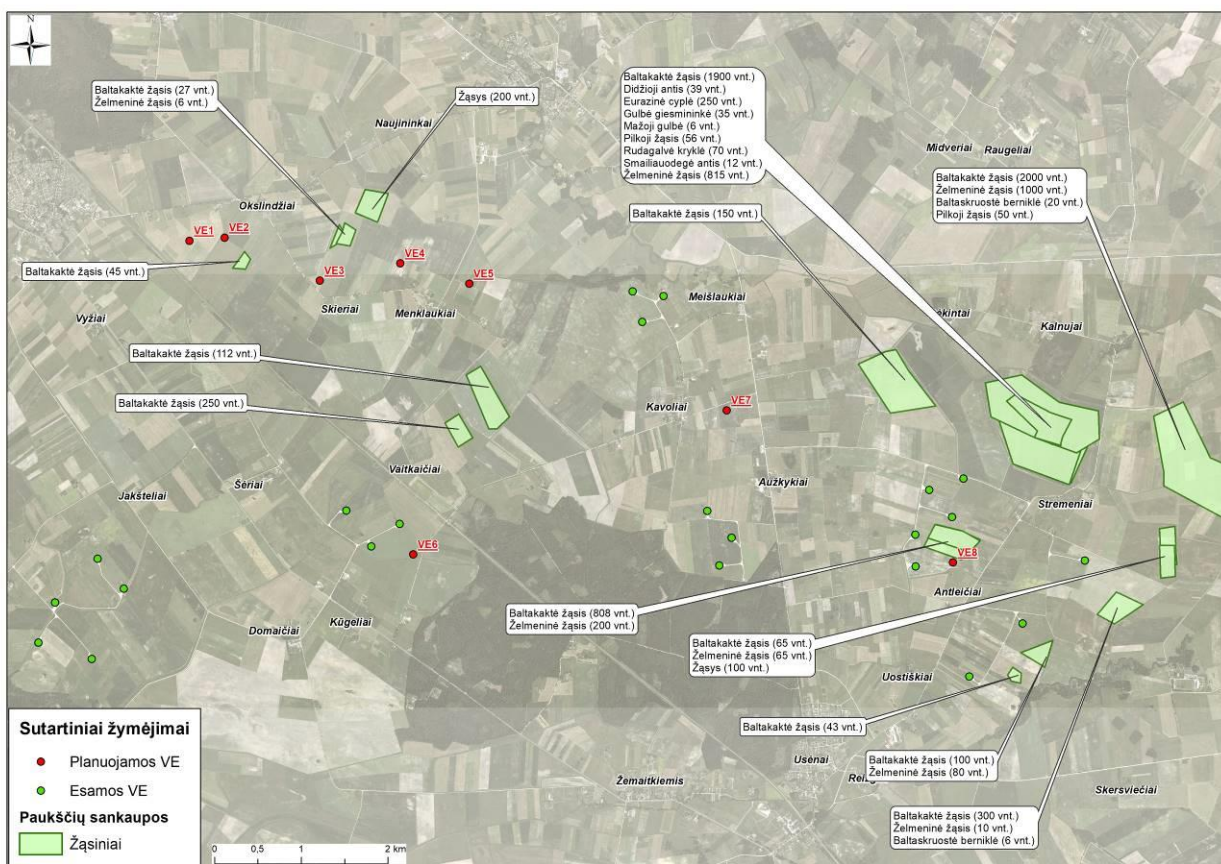 N
Baltakaktė žąsis (27 vnt.)
Želmeninė žąsis (6 vnt.)
Žąsys (200 vnt.)
Naujininkai
Baltakaktė žąsis (1900 vnt.)
Didžioji antis (39 vnt.)
Eurazinė cyplė (250 vnt.)
Gulbė giesmininkė (35 vnt.)
Mažoji gulbė (6 vnt.)
Pilkoji žąsis (56 vnt.)
Rudagalvė kryklė (70 vnt.)
Smailiauodegė antis (12 vnt.)
Želmeninė žąsis (815 vnt.)
Midveriai
Raugeliai
Baltakaktė žąsis (2000 vnt.)
Želmeninė žąsis (1000 vnt.)
Baltaskruostė berniklė (20 vnt.)
Pilkoji žąsis (50 vnt.)
Okslindžiai
Baltakaktė žąsis (150 vnt.)
VE1
VE2
VE4
Baltakaktė žąsis (45 vnt.)
VE3
VE5
Skieriai
Menklaukiai
Meišlaukiai
Vyžiai
Kalnujai
Baltakaktė žąsis (112 vnt.)
Baltakaktė žąsis (250 vnt.)
Kavoliai
VE7
Vaitkaičiai
Šėriai
Jakšteliai
Aužkykiai
Stremeniai
VE6
VE8
Antleičiai
Baltakaktė žąsis (808 vnt.)
Želmeninė žąsis (200 vnt.)
Kūgeliai
Domaičiai
Baltakaktė žąsis (65 vnt.)
Želmeninė žąsis (65 vnt.)
Žąsys (100 vnt.)
Uostiškiai
Baltakaktė žąsis (43 vnt.)
Baltakaktė žąsis (100 vnt.)
Želmeninė žąsis (80 vnt.)
Usėnai
Žemaitkiemis
Skersviečiai
Baltakaktė žąsis (300 vnt.)
Želmeninė žąsis (10 vnt.)
Baltaskruostė berniklė (6 vnt.)
Sutartiniai žymėjimai
Planuojamos VE
Esamos VE
Paukščių sankaupos
Žąsiniai
0 0,5 1 2 km